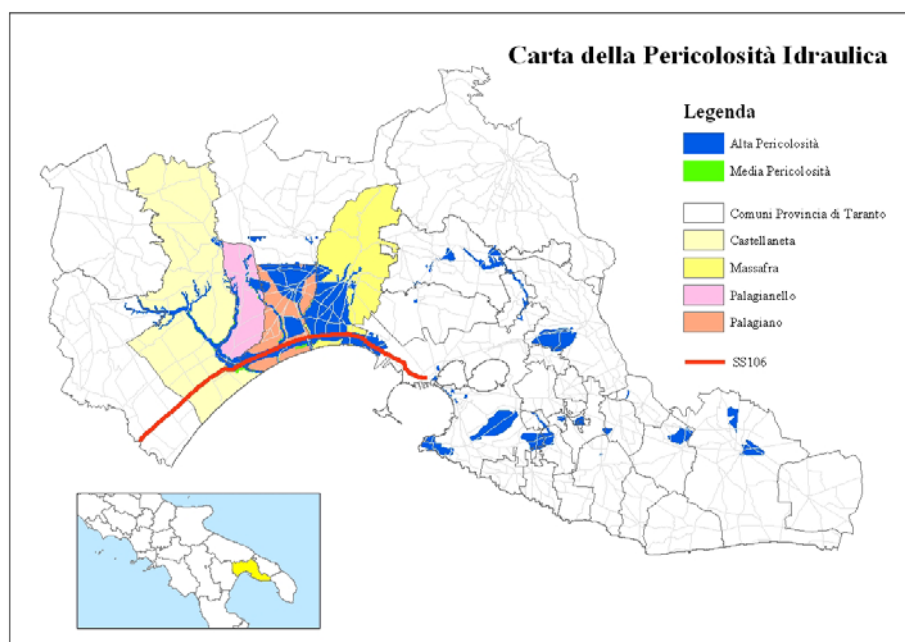 Carta della Pericolosità Idraulica
Legenda
Alta Pericolosità
Media Pericolosità
Comuni Provincia di Taranto
Castellaneta
Massafra
Palagianello
Palagiano
SS106